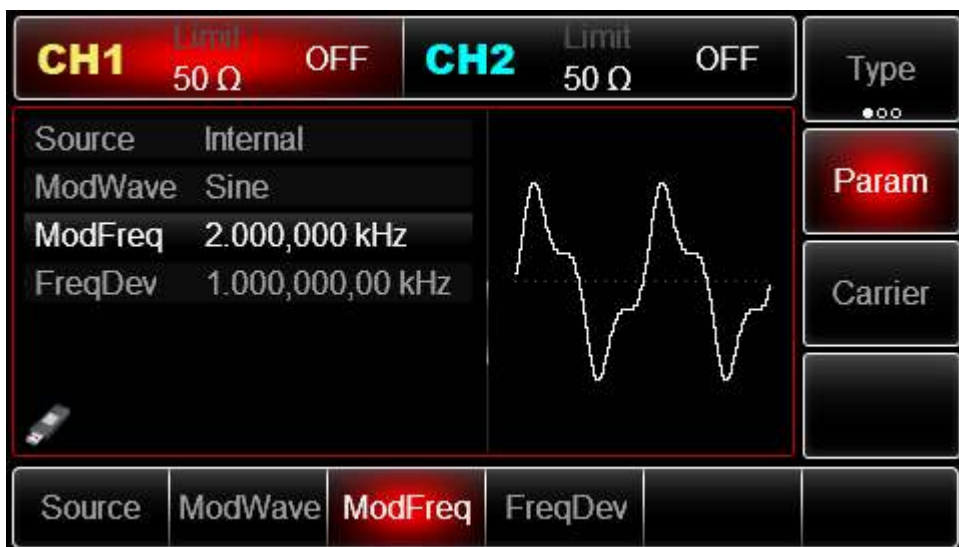 CH1 Limit 50 Ω OFF CH2 Limit 50 Ω OFF
Type
Source Internal
ModWave Sine
Param
ModFreq 2.000,000 kHz
FreqDev 1.000,000,00 kHz
Carrier
Source ModWave ModFreq FreqDev